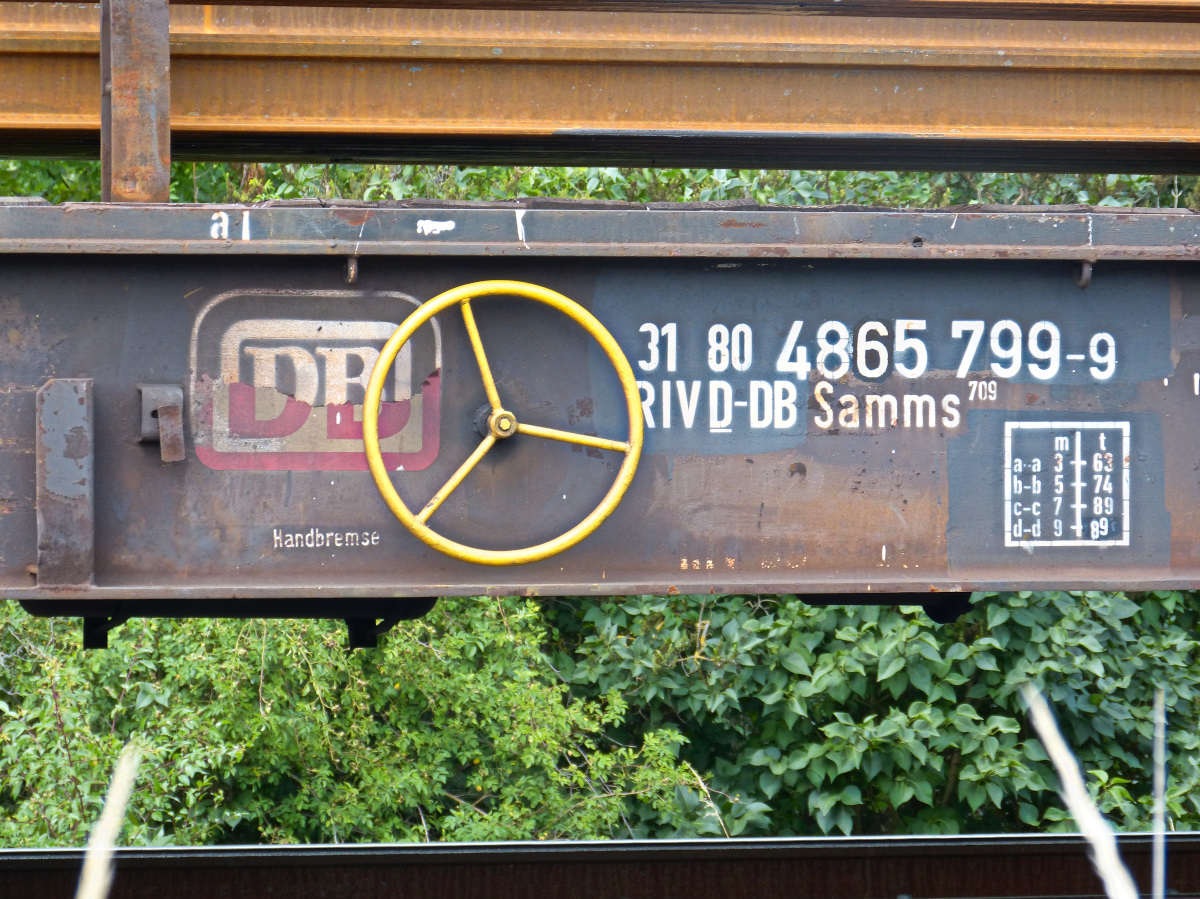 a
DB
31 80 4865 799-9
RIV D-DB Samms 709
m t
a-a 3 63
b-b 5 74
c-c 7 89
d-d 9 89
Handbremse